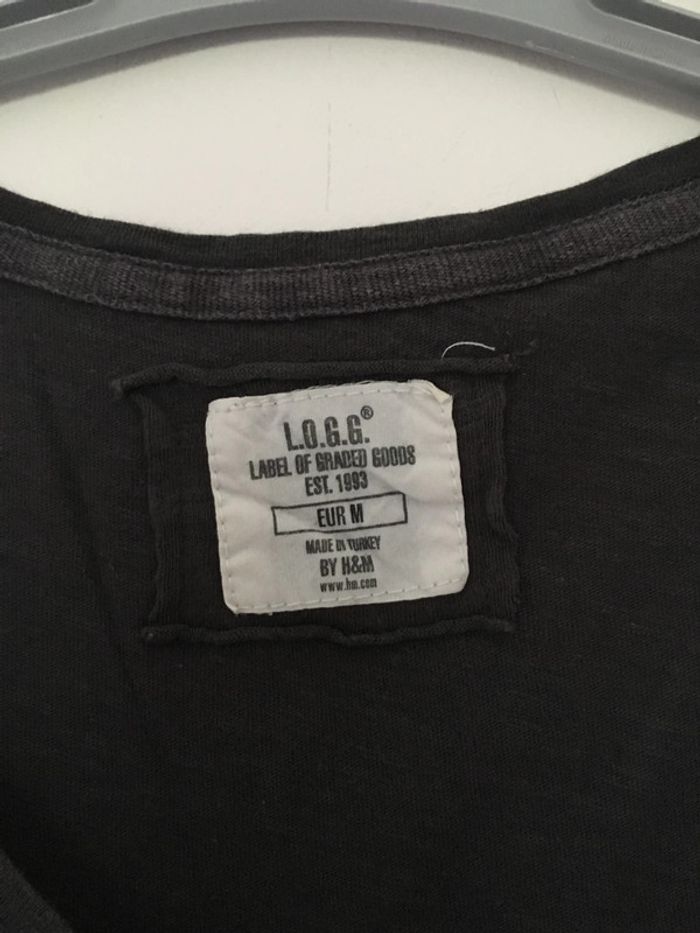 L.O.G.G.®
LABEL OF GRADED GOODS
EST. 1993
EUR M
MADE IN TURKEY
BY H&M
www.hm.com